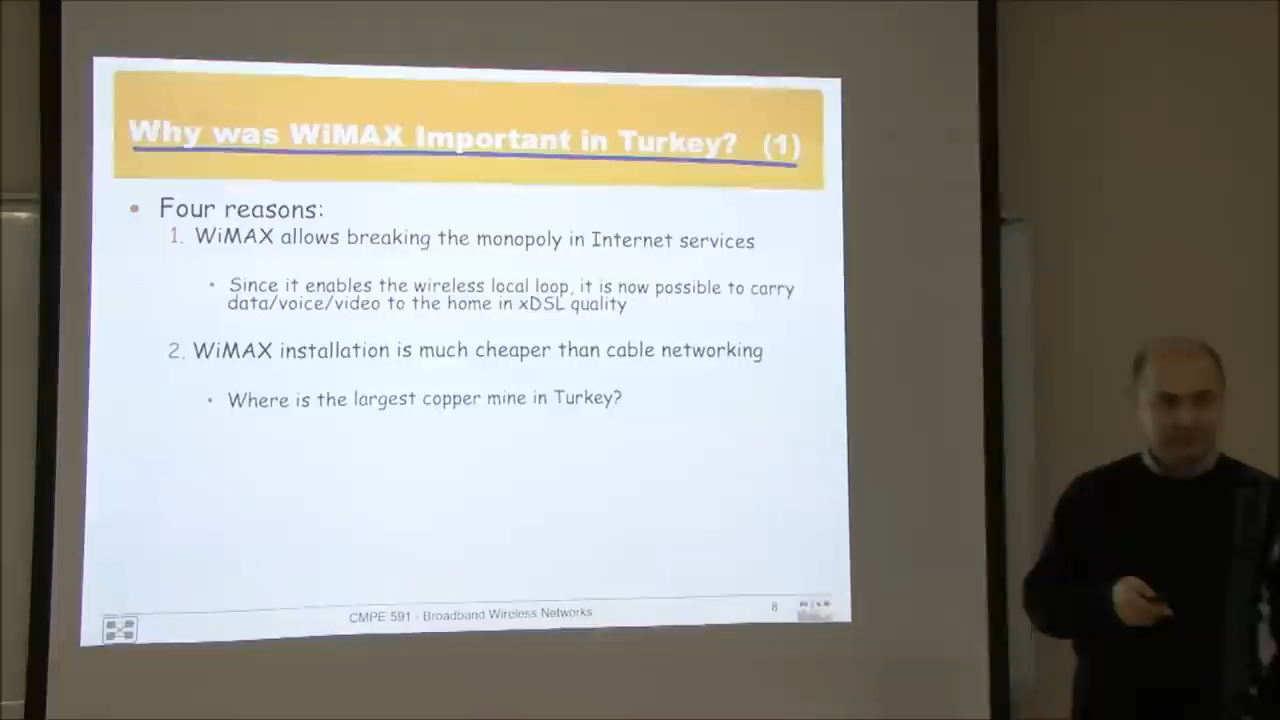 Why was WiMAX Important in Turkey? (1)
• Four reasons:
1. WiMAX allows breaking the monopoly in Internet services
• Since it enables the wireless local loop, it is now possible to carry
data/voice/video to the home in xDSL quality
2. WiMAX installation is much cheaper than cable networking
• Where is the largest copper mine in Turkey?
CMPE 591 - Broadband Wireless Networks
8